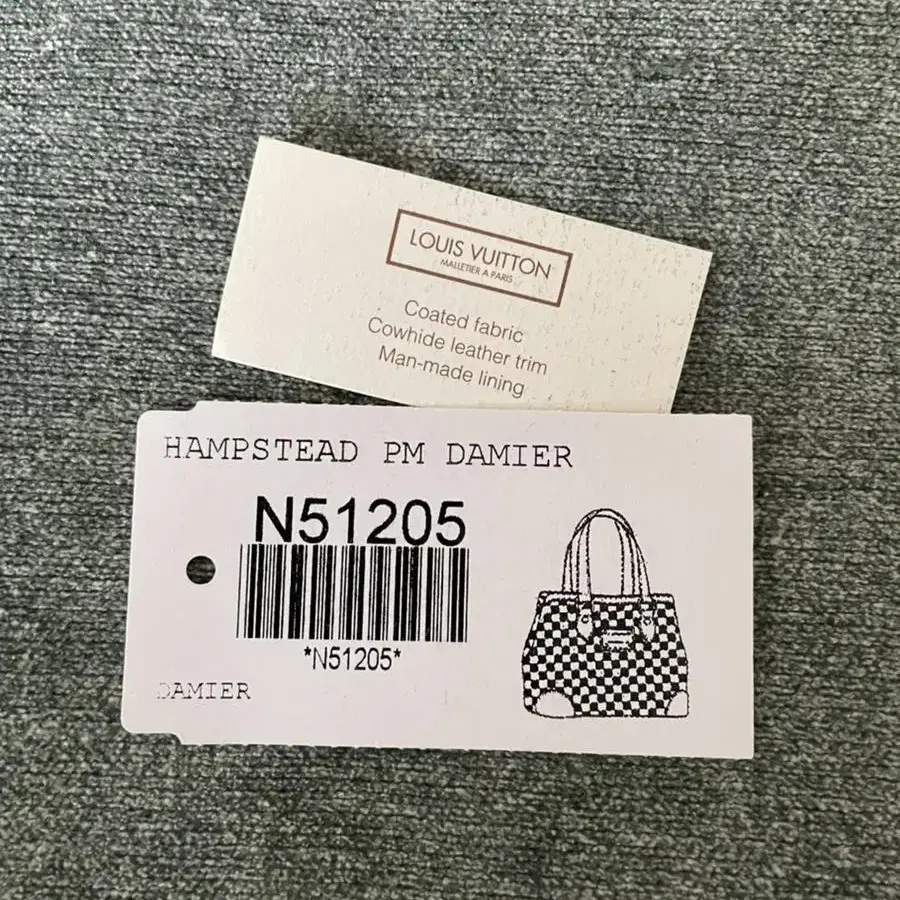 LOUIS VUITTON
MALLETIER A PARIS
Coated fabric
Cowhide leather trim
Man-made lining
HAMPSTEAD PM DAMIER
N51205
*N51205*
DAMIER